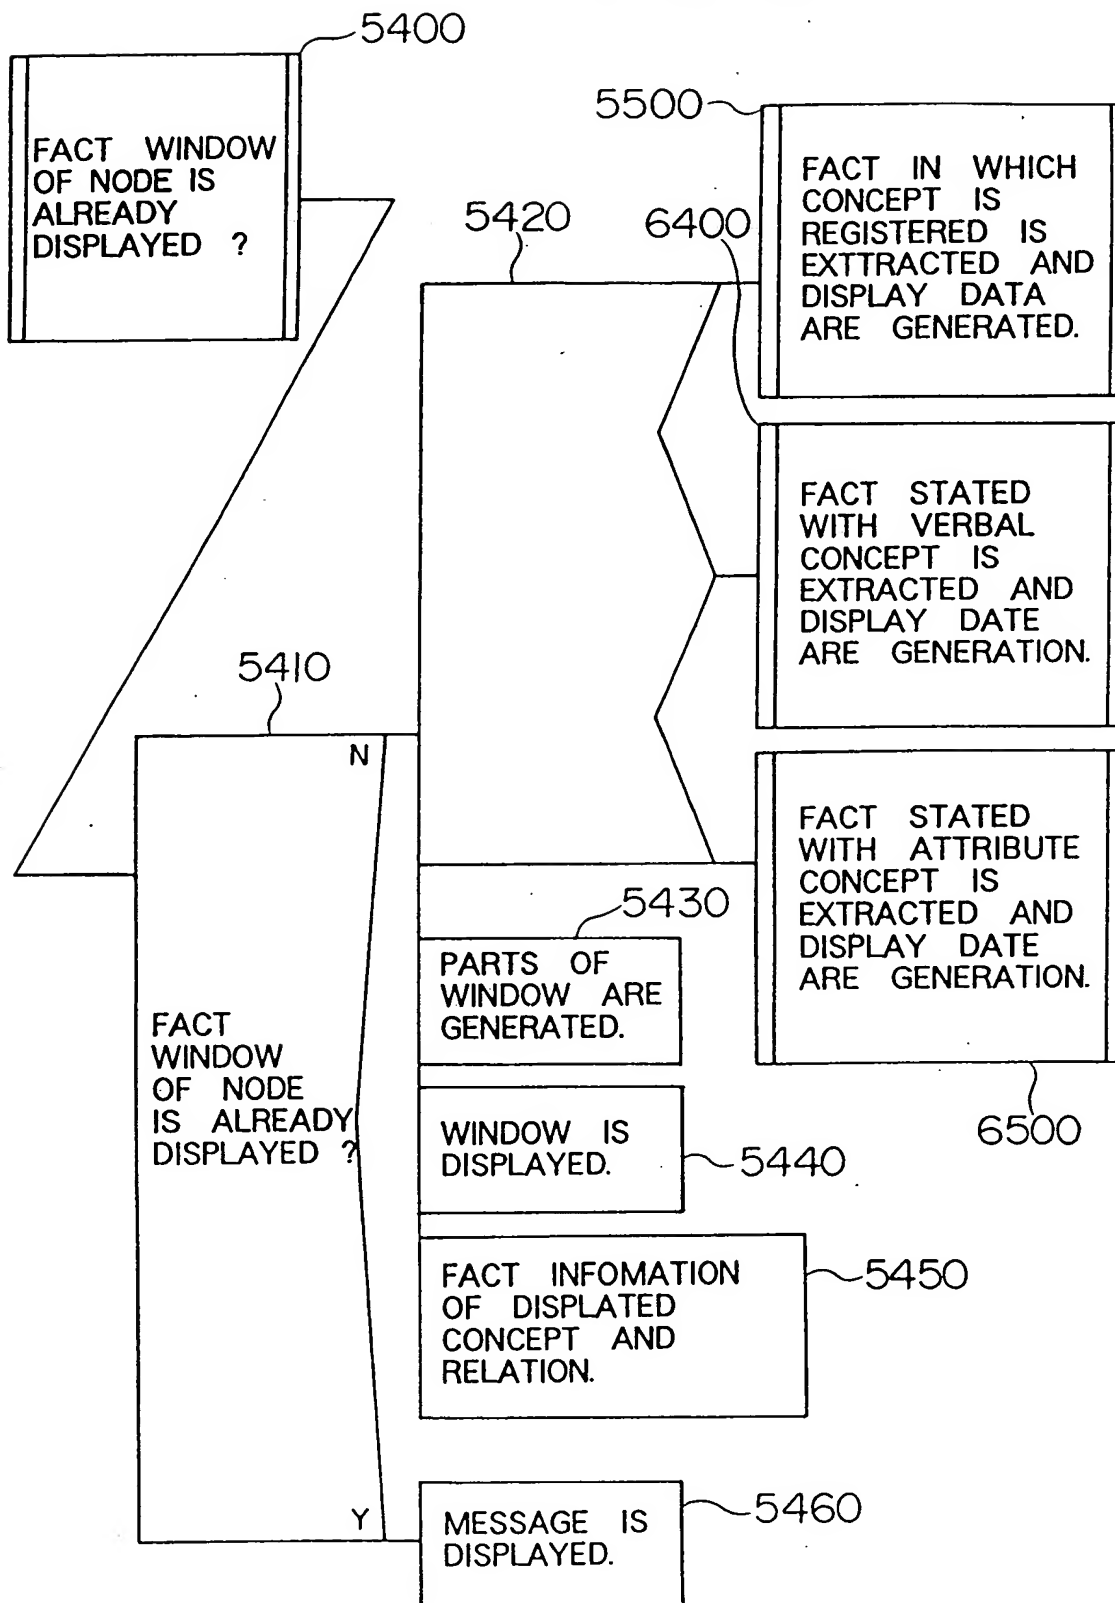 5400
FACT WINDOW
OF NODE IS
ALREADY
DISPLAYED ?
5500
FACT IN WHICH
CONCEPT IS
REGISTERED IS
EXTTRACTED AND
DISPLAY DATA
ARE GENERATED.
5420
6400
FACT STATED
WITH VERBAL
CONCEPT IS
EXTRACTED AND
DISPLAY DATE
ARE GENERATION.
5410
N
FACT
WINDOW
OF NODE
IS ALREADY
DISPLAYED ?
Y
FACT STATED
WITH ATTRIBUTE
CONCEPT IS
EXTRACTED AND
DISPLAY DATE
ARE GENERATION.
6500
5430
PARTS OF
WINDOW ARE
GENERATED.
WINDOW IS
DISPLAYED.
5440
FACT INFOMATION
OF DISPLATED
CONCEPT AND
RELATION.
5450
MESSAGE IS
DISPLAYED.
5460